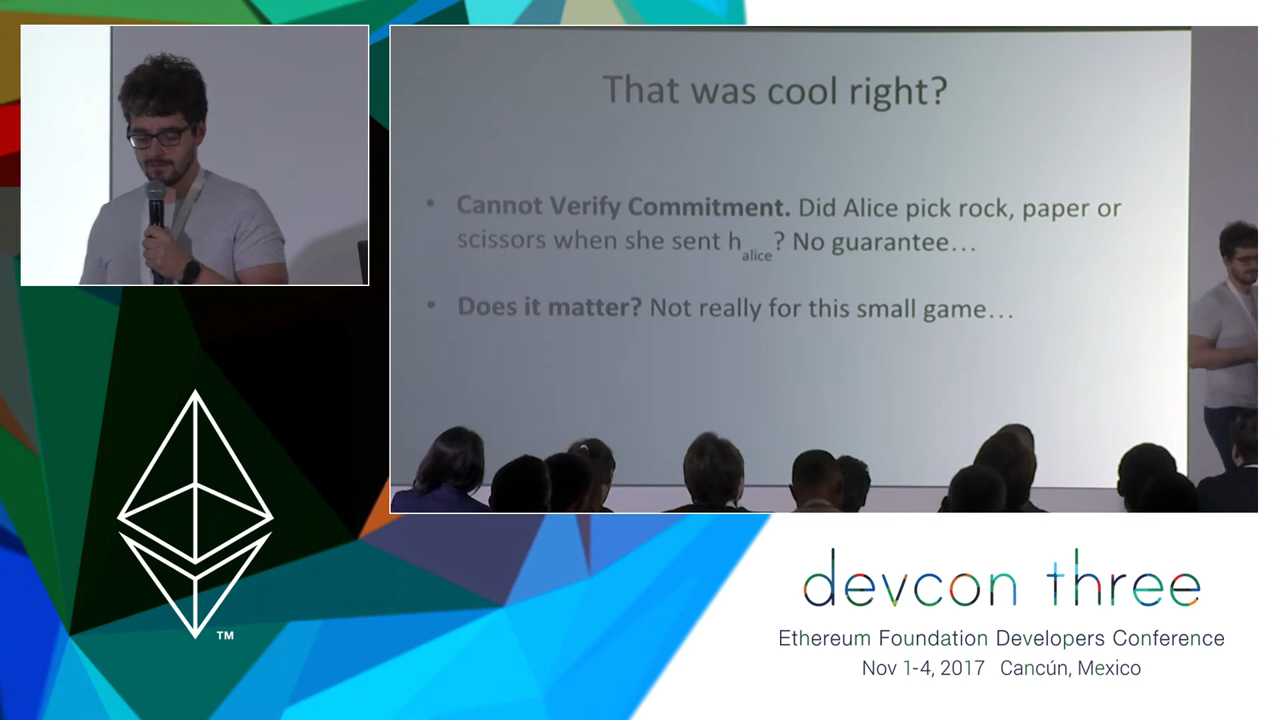 That was cool right?
• Cannot Verify Commitment. Did Alice pick rock, paper or
scissors when she sent h alice ? No guarantee…
• Does it matter? Not really for this small game…
TM
devcon three
Ethereum Foundation Developers Conference
Nov 1-4, 2017 Cancún, Mexico